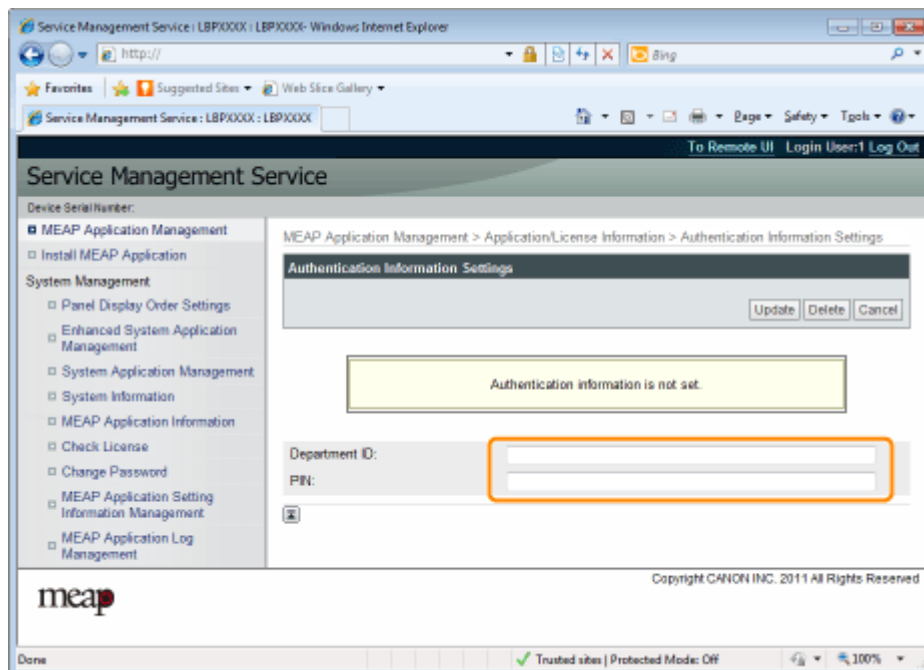 Service Management Service : LBPXXXX : LBPXXXX- Windows Internet Explorer
http://
Bing
Favorites Suggested Sites Web Slice Gallery
Service Management Service : LBPXXXX : LBPXXXX
Page Safety Tools
To Remote UI Login User:1 Log Out
Service Management Service
Device Serial Number:
MEAP Application Management
Install MEAP Application
System Management
Panel Display Order Settings
Enhanced System Application
Management
System Application Management
System Information
MEAP Application Information
Check License
Change Password
MEAP Application Setting
Information Management
MEAP Application Log
Management
MEAP Application Management > Application/License Information > Authentication Information Settings
Authentication Information Settings
Update Delete Cancel
Authentication information is not set.
Department ID:
PIN:
Copyright CANON INC. 2011 All Rights Reserved
meap
Done Trusted sites | Protected Mode: Off 100%